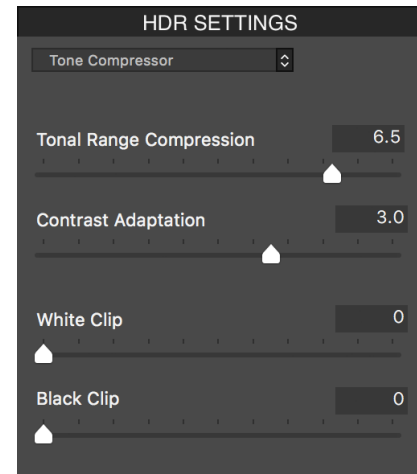 HDR SETTINGS
Tone Compressor
Tonal Range Compression 6.5
Contrast Adaptation 3.0
White Clip 0
Black Clip 0